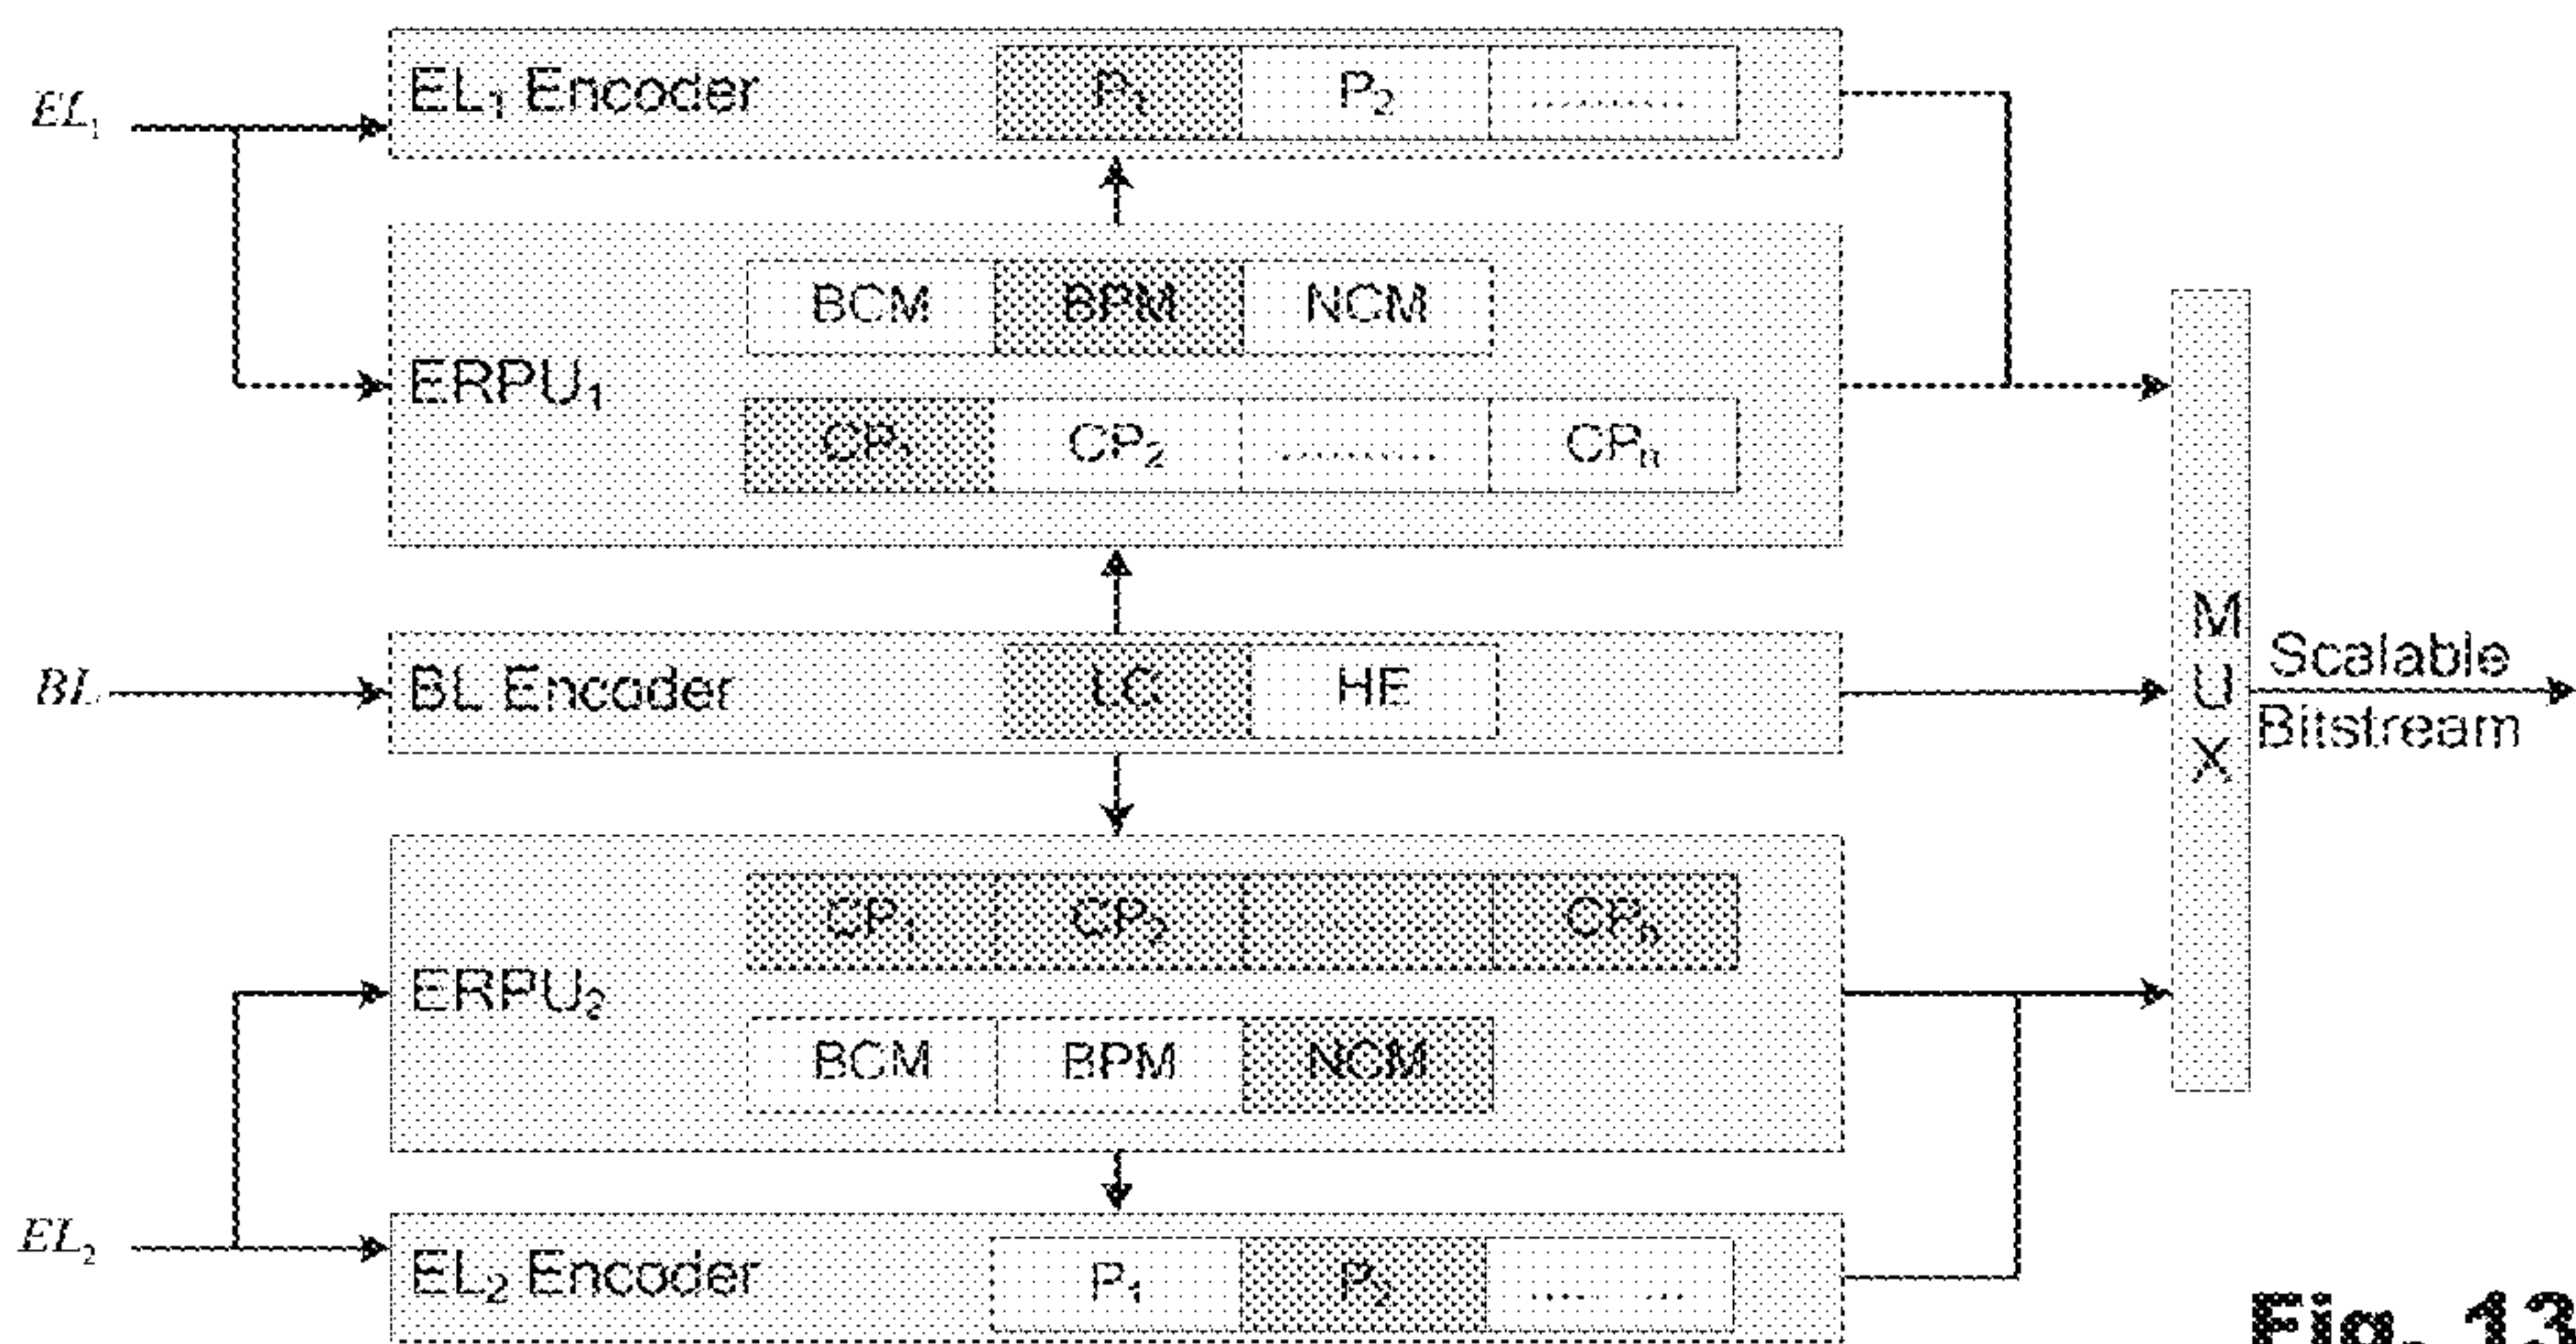 EL₁
EL₁ Encoder P₁ P₂ ..........
BCM BPM NCM
ERPU₁
CP₁ CP₂ .......... CPₙ
BL
BL Encoder LC HE
MUX
Scalable
Bitstream
CP₁ CP₂ CPₙ
ERPU₂
BCM BPM NCM
EL₂
EL₂ Encoder P₁ P₂ ..........
Fig. 13